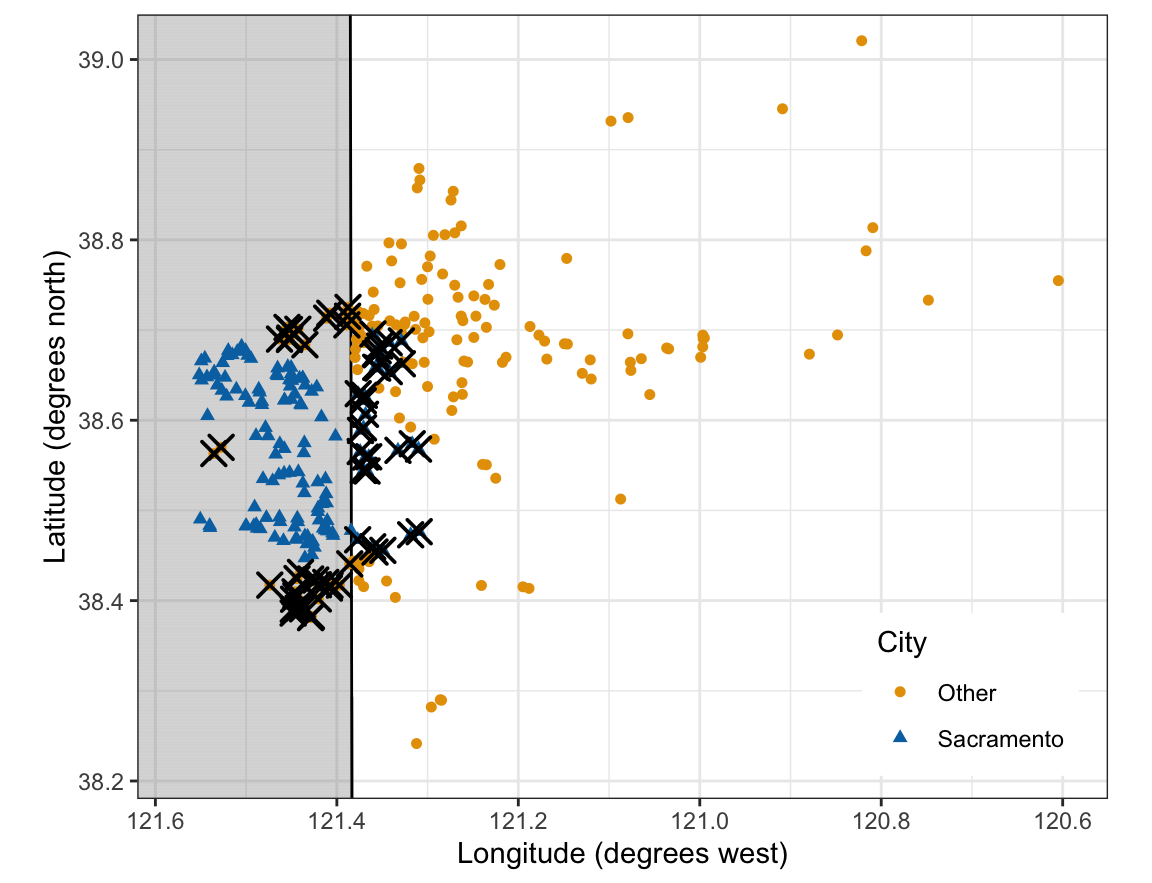 39.0
38.8
38.6
38.4
38.2
Latitude (degrees north)
121.6 121.4 121.2 121.0 120.8 120.6
Longitude (degrees west)
City
Other
Sacramento